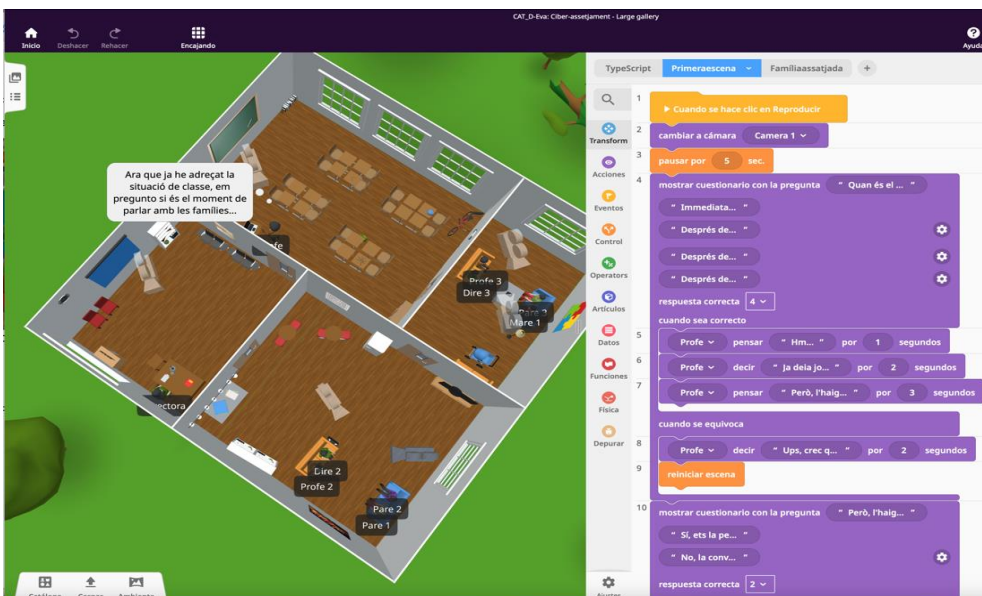 CAT_D-Eva: Ciber-assetjament - Large gallery
Inicio
Deshacer
Rehacer
Encajando
Ayuda
Ara que ja he adreçat la
situació de classe, em
pregunto si és el moment de
parlar amb les famílies...
Profe 3
Dire 3
Mare 1
ectora
Dire 2
Profe 2
Pare 2
Pare 1
TypeScript
Primeraescena
Famíliaassatjada
+
Transform
Acciones
Eventos
Control
Operators
Artículos
Datos
Funciones
Física
Depurar
1
Cuando se hace clic en Reproducir
2
cambiar a cámara Camera 1
3
pausar por 5 sec.
4
mostrar cuestionario con la pregunta " Quan és el ... "
" Immediata... "
" Després de... "
" Després de... "
" Després de... "
respuesta correcta 4
cuando sea correcto
5
Profe pensar " Hm... " por 1 segundos
6
Profe decir " Ja deia jo... " por 2 segundos
7
Profe pensar " Però, l'haig... " por 3 segundos
cuando se equivoca
8
Profe decir " Ups, crec q... " por 2 segundos
9
reiniciar escena
10
mostrar cuestionario con la pregunta " Però, l'haig... "
" Sí, ets la pe... "
" No, la conv... "
respuesta correcta 2